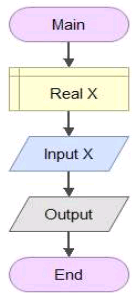 Main
Real X
Input X
Output
End